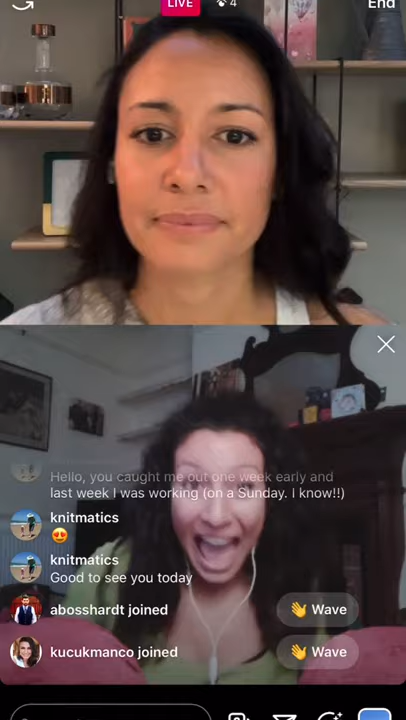 LIVE
4
End
Hello, you caught me out one week early and
last week I was working (on a Sunday. I know!!)
knitmatics
😍
knitmatics
Good to see you today
abosshardt joined
👋 Wave
kucukmanco joined
👋 Wave